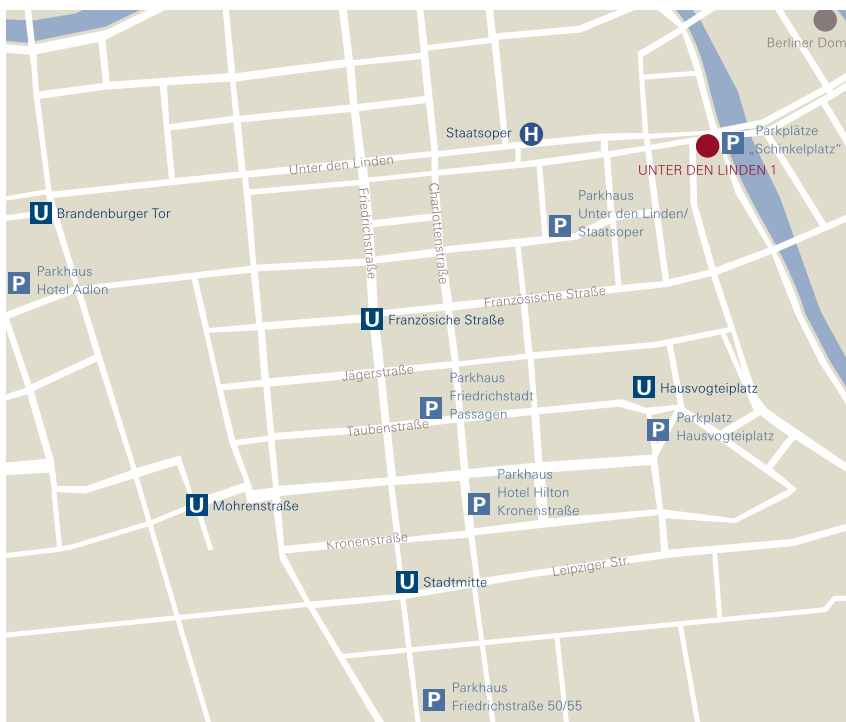 Berliner Dom
H
Staatsoper
P
Parkplätze
„Schinkelplatz“
UNTER DEN LINDEN 1
Unter den Linden
Friedrichstraße
Charlottenstraße
P
Parkhaus
Unter den Linden/
Staatsoper
U
Brandenburger Tor
P
Parkhaus
Hotel Adlon
Französische Straße
U
Französiche Straße
Jägerstraße
P
Parkhaus
Friedrichstadt
Passagen
U
Hausvogteiplatz
P
Parkplatz
Hausvogteiplatz
Taubenstraße
P
Parkhaus
Hotel Hilton
Kronenstraße
U
Mohrenstraße
Kronenstraße
Leipziger Str.
U
Stadtmitte
P
Parkhaus
Friedrichstraße 50/55